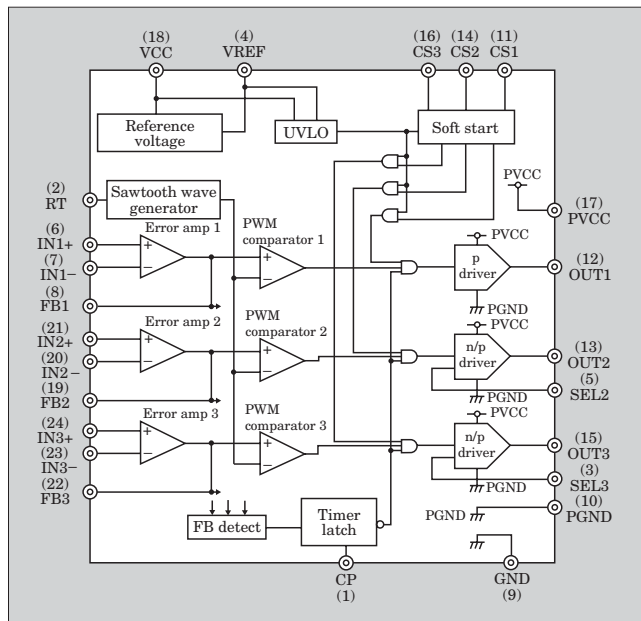 (18)
VCC
(4)
VREF
(16)
CS3
(14)
CS2
(11)
CS1
Reference
voltage
UVLO
Soft start
PVCC
(17)
PVCC
(2)
RT
Sawtooth wave
generator
(6)
IN1+
(7)
IN1−
(8)
FB1
Error amp 1
+
−
PWM
comparator 1
+
−
PVCC
p
driver
PGND
(12)
OUT1
(21)
IN2+
(20)
IN2−
(19)
FB2
Error amp 2
+
−
PWM
comparator 2
+
−
PVCC
n/p
driver
PGND
(13)
OUT2
(5)
SEL2
(24)
IN3+
(23)
IN3−
(22)
FB3
Error amp 3
+
−
PWM
comparator 3
+
−
PVCC
n/p
driver
PGND
(15)
OUT3
(3)
SEL3
FB detect
Timer
latch
PGND
(10)
PGND
CP
(1)
GND
(9)